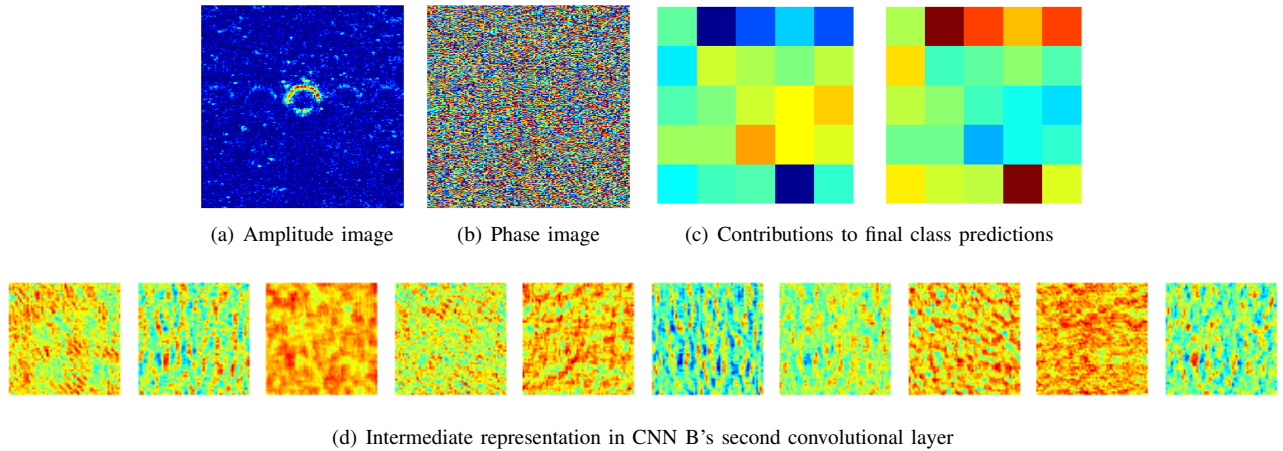 (a) Amplitude image
(b) Phase image
(c) Contributions to final class predictions
(d) Intermediate representation in CNN B's second convolutional layer